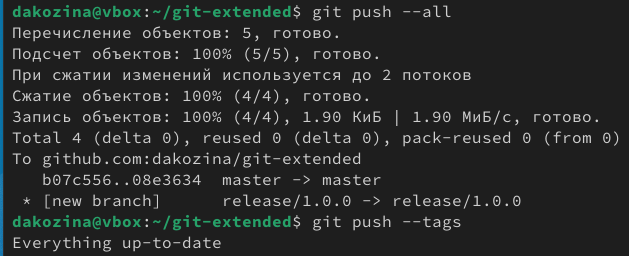 dakozina@vbox:~/git-extended$ git push --all
Перечисление объектов: 5, готово.
Подсчет объектов: 100% (5/5), готово.
При сжатии изменений используется до 2 потоков
Сжатие объектов: 100% (4/4), готово.
Запись объектов: 100% (4/4), 1.90 КиБ | 1.90 МиБ/с, готово.
Total 4 (delta 0), reused 0 (delta 0), pack-reused 0 (from 0)
To github.com:dakozina/git-extended
   b07c556..08e3634  master -> master
 * [new branch]      release/1.0.0 -> release/1.0.0
dakozina@vbox:~/git-extended$ git push --tags
Everything up-to-date